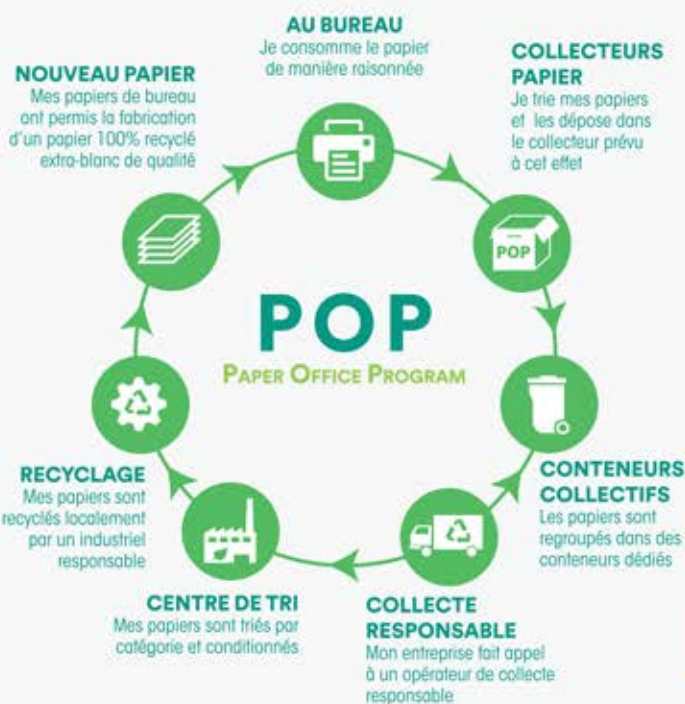 AU BUREAU
Je consomme le papier
de manière raisonnée
COLLECTEURS
PAPIER
Je trie mes papiers
et les dépose dans
le collecteur prévu
à cet effet
POP
CONTENEURS
COLLECTIFS
Les papiers sont
regroupés dans des
conteneurs dédiés
COLLECTE
RESPONSABLE
Mon entreprise fait appel
à un opérateur de collecte
responsable
CENTRE DE TRI
Mes papiers sont triés par
catégorie et conditionnés
RECYCLAGE
Mes papiers sont
recyclés localement
par un industriel
responsable
NOUVEAU PAPIER
Mes papiers de bureau
ont permis la fabrication
d'un papier 100% recyclé
extra-blanc de qualité
POP
PAPER OFFICE PROGRAM